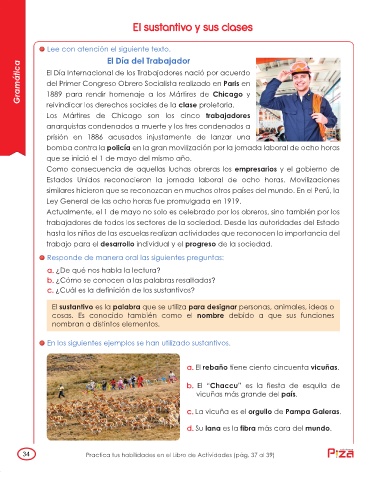 El sustantivo y sus clases
Gramática
Lee con atención el siguiente texto.
El Día del Trabajador
El Día Internacional de los Trabajadores nació por acuerdo
del Primer Congreso Obrero Socialista realizado en París en
1889 para rendir homenaje a los Mártires de Chicago y
reivindicar los derechos sociales de la clase proletaria.
Los Mártires de Chicago son los cinco trabajadores
anarquistas condenados a muerte y los tres condenados a
prisión en 1886 acusados injustamente de lanzar una
bomba contra la policía en la gran movilización por la jornada laboral de ocho horas
que se inició el 1 de mayo del mismo año.
Como consecuencia de aquellas luchas obreras los empresarios y el gobierno de
Estados Unidos reconocieron la jornada laboral de ocho horas. Movilizaciones
similares hicieron que se reconozcan en muchos otros países del mundo. En el Perú, la
Ley General de las ocho horas fue promulgada en 1919.
Actualmente, el 1 de mayo no solo es celebrado por los obreros, sino también por los
trabajadores de todos los sectores de la sociedad. Desde las autoridades del Estado
hasta los niños de las escuelas realizan actividades que reconocen la importancia del
trabajo para el desarrollo individual y el progreso de la sociedad.
Responde de manera oral las siguientes preguntas:
a. ¿De qué nos habla la lectura?
b. ¿Cómo se conocen a las palabras resaltadas?
c. ¿Cuál es la definición de los sustantivos?
El sustantivo es la palabra que se utiliza para designar personas, animales, ideas o
cosas. Es conocido también como el nombre debido a que sus funciones
nombran a distintos elementos.
En los siguientes ejemplos se han utilizado sustantivos.
a. El rebaño tiene ciento cincuenta vicuñas.
b. El "Chaccu" es la fiesta de esquila de
vicuñas más grande del país.
c. La vicuña es el orgullo de Pampa Galeras.
d. Su lana es la fibra más cara del mundo.
34
Practica tus habilidades en el Libro de Actividades (pág. 37 al 39)
Piza